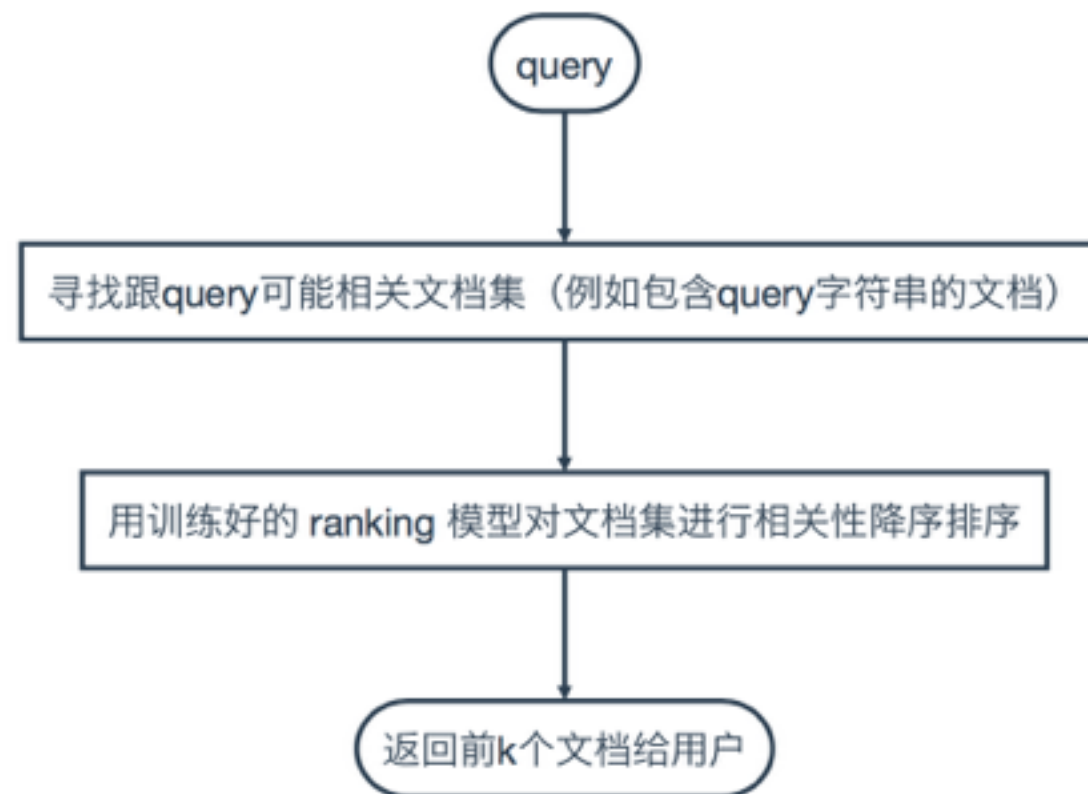 query
寻找跟query可能相关文档集（例如包含query字符串的文档）
用训练好的 ranking 模型对文档集进行相关性降序排序
返回前k个文档给用户